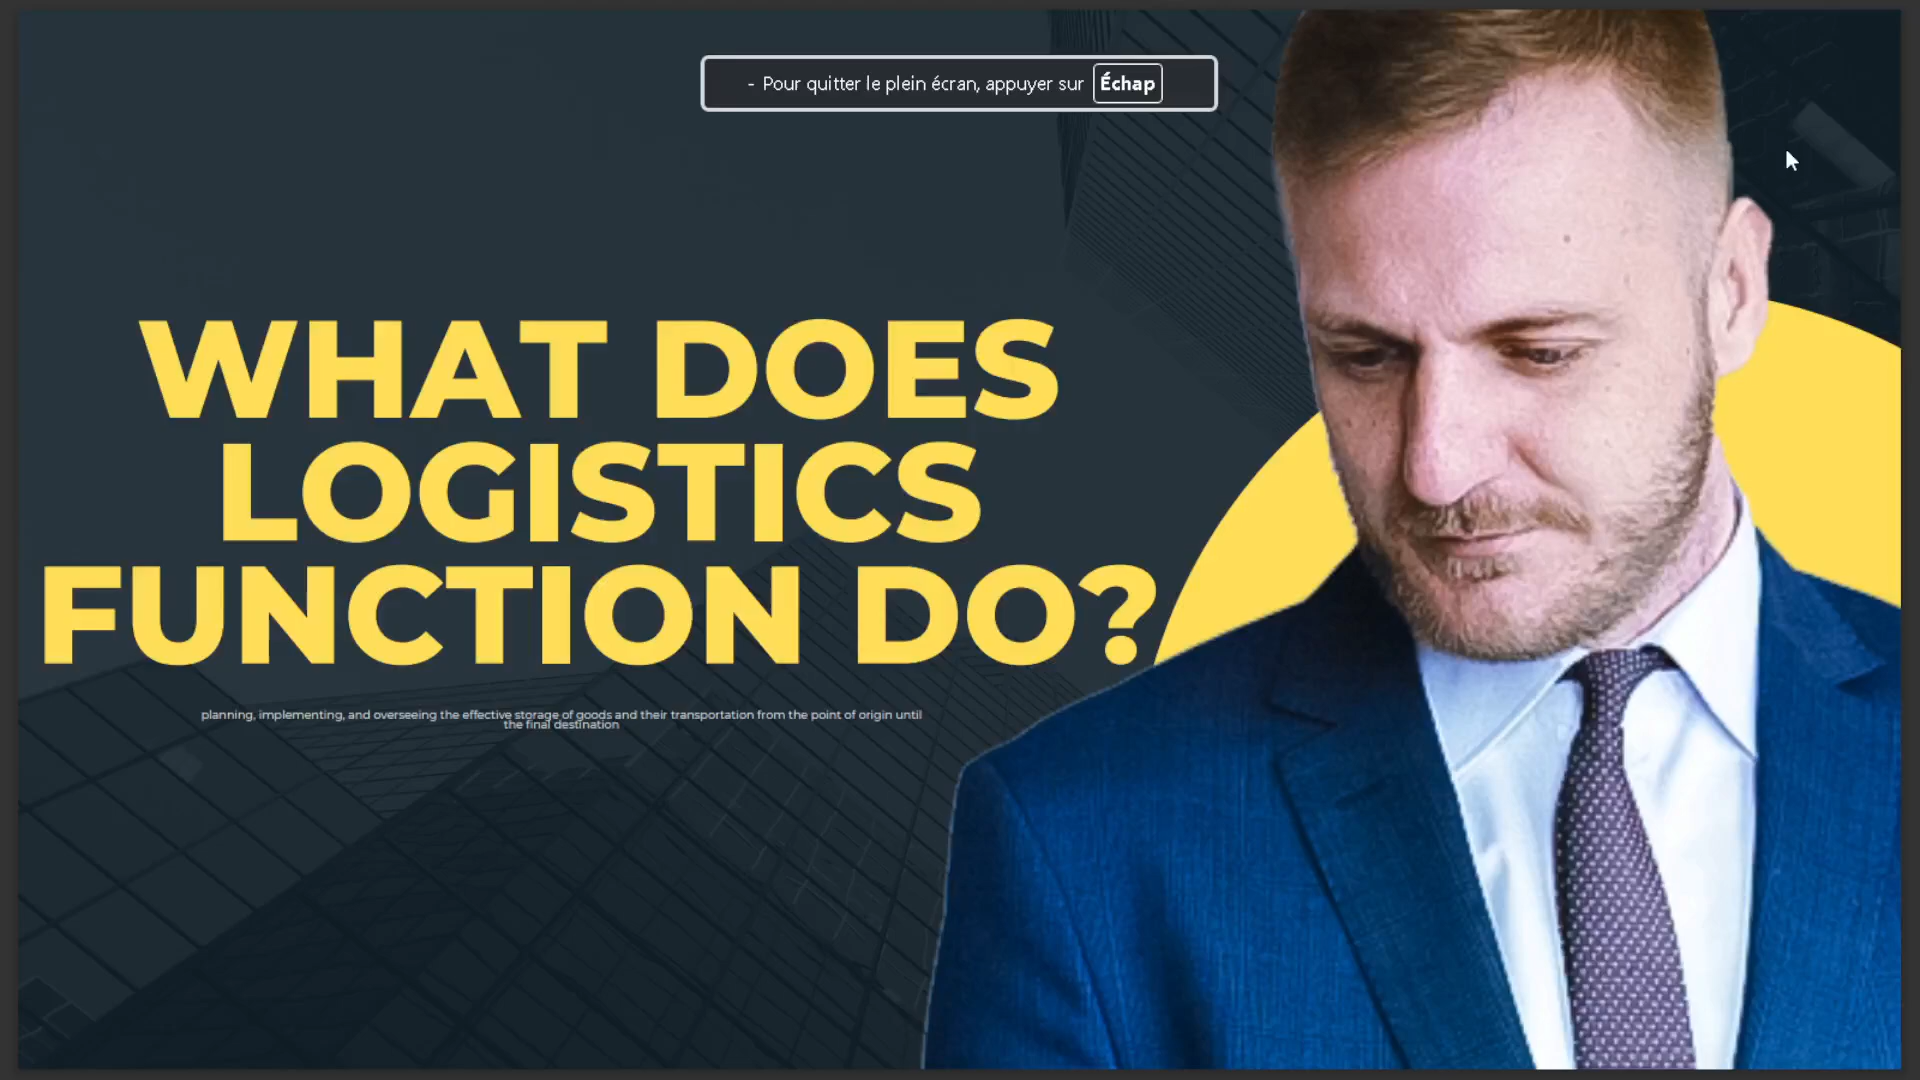 - Pour quitter le plein écran, appuyer sur Échap
WHAT DOES
LOGISTICS
FUNCTION DO?
planning, implementing, and overseeing the effective storage of goods and their transportation from the point of origin until
the final destination